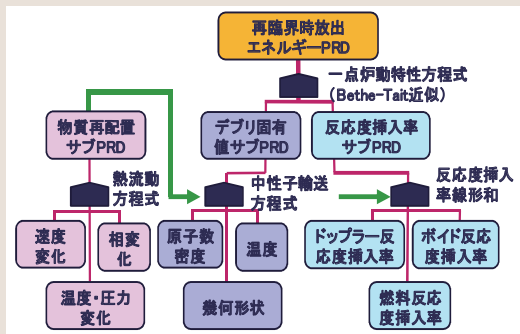 再臨界時放出
エネルギーPRD
一点炉動特性方程式
(Bethe-Tait近似)
物質再配置
サブPRD
デブリ固有
値サブPRD
反応度挿入率
サブPRD
熱流動
方程式
中性子輸送
方程式
反応度挿入
率線形和
速度
変化
相変
化
原子数
密度
温度
ドップラー反
応度挿入率
ボイド反応
度挿入率
温度・圧力
変化
幾何形状
燃料反応
度挿入率